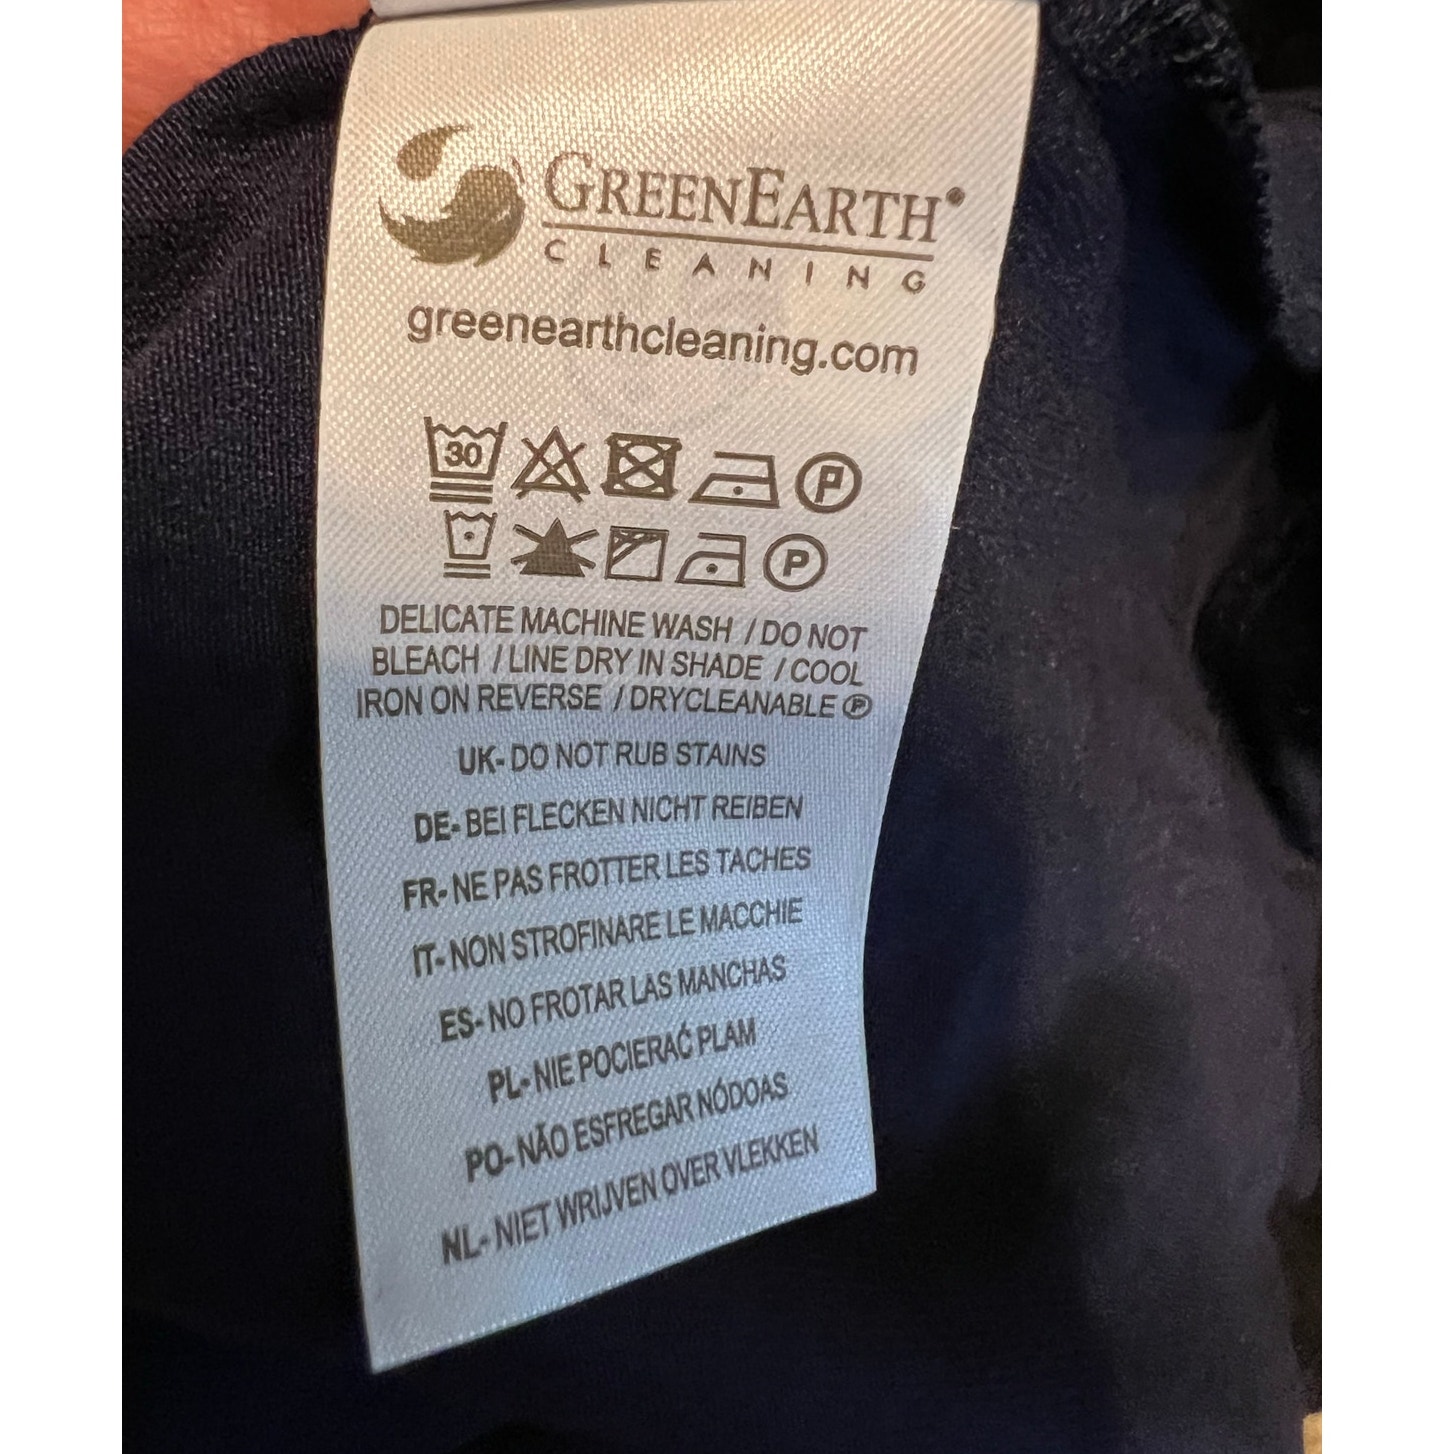 GREENEARTH®
CLEANING
greenearthcleaning.com
30 P
P
DELICATE MACHINE WASH / DO NOT
BLEACH / LINE DRY IN SHADE / COOL
IRON ON REVERSE / DRYCLEANABLE Ⓟ
UK- DO NOT RUB STAINS
DE- BEI FLECKEN NICHT REIBEN
FR- NE PAS FROTTER LES TACHES
IT- NON STROFINARE LE MACCHIE
ES- NO FROTAR LAS MANCHAS
PL- NIE POCIERAĆ PLAM
PO- NÃO ESFREGAR NÓDOAS
NL- NIET WRIJVEN OVER VLEKKEN